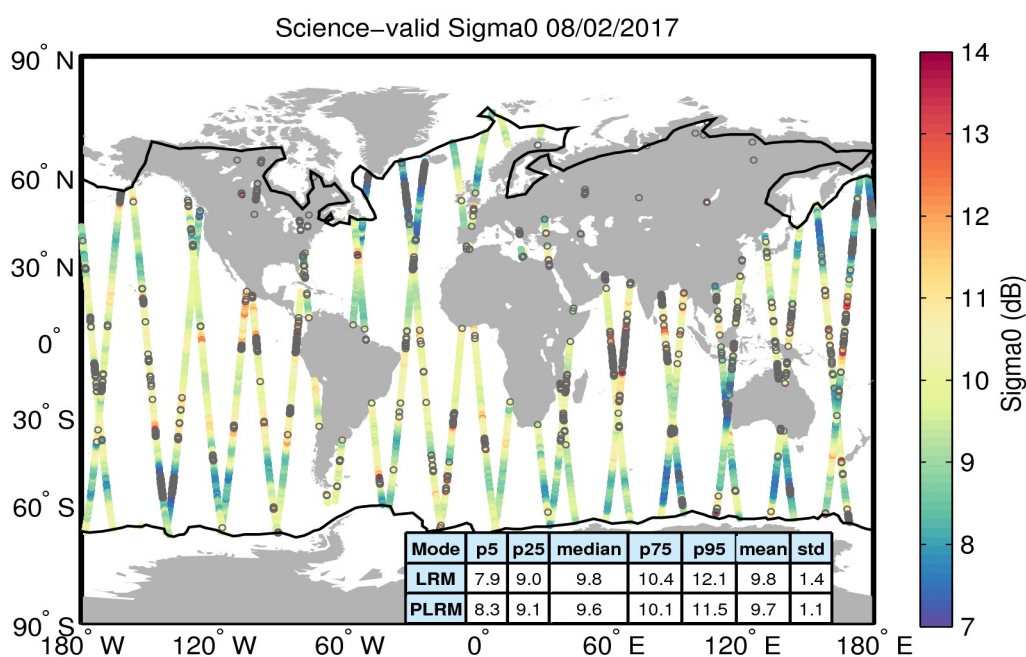 Science−valid Sigma0 08/02/2017
90° N
60° N
30° N
0°
30° S
60° S
90° S
180° W 120° W 60° W 0° 60° E 120° E 180° E
14
13
12
11
10
9
8
7
Sigma0 (dB)
Mode p5 p25 median p75 p95 mean std
LRM 7.9 9.0 9.8 10.4 12.1 9.8 1.4
PLRM 8.3 9.1 9.6 10.1 11.5 9.7 1.1